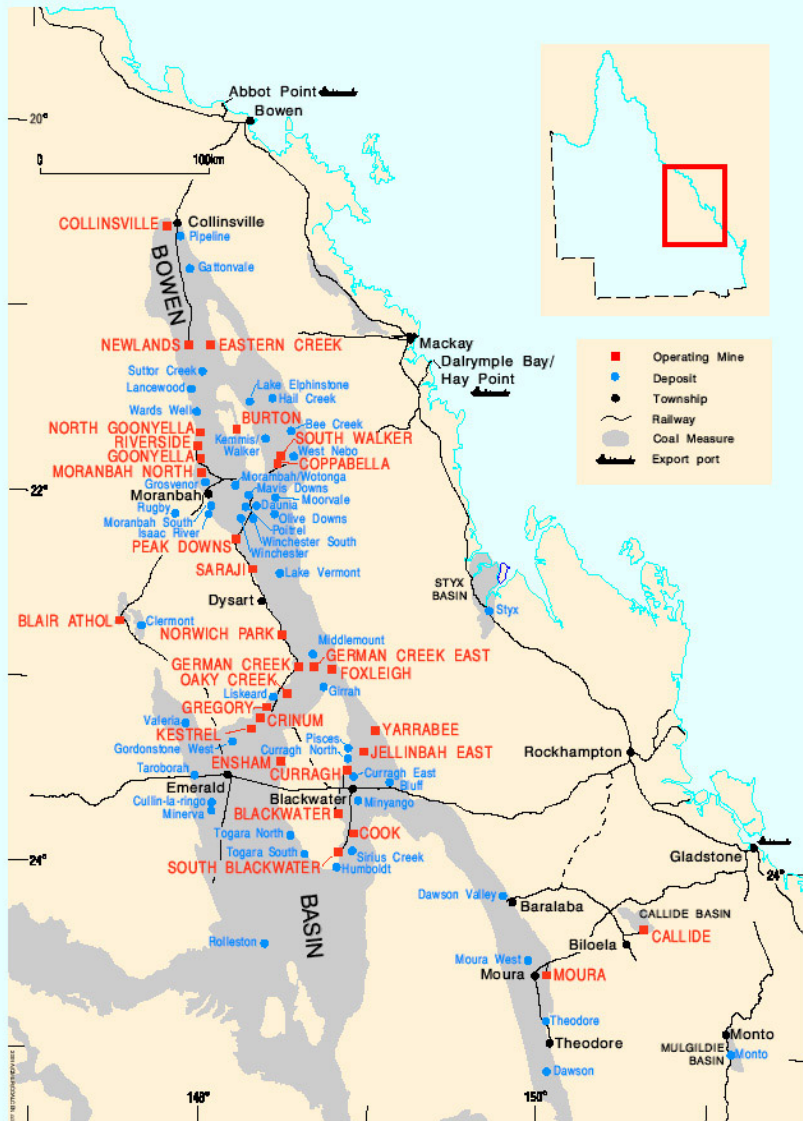 Abbot Point
Bowen
20°
0
100km
COLLINSVILLE
Collinsville
Pipeline
BOWEN
Gattonvale
NEWLANDS
EASTERN CREEK
Mackay
Dalrymple Bay/
Hay Point
Operating Mine
Deposit
Township
Railway
Coal Measure
Export port
Suttor Creek
Lancewood
Lake Elphinstone
Hail Creek
Wards Well
BURTON
NORTH GOONYELLA
Bee Creek
RIVERSIDE
Kemmis/
Walker
SOUTH WALKER
GOONYELLA
West Nebo
COPPABELLA
MORANBAH NORTH
Grosvenor
Morambah/Wotonga
Mavis Downs
22°
Moranbah
Moorvale
Rugby
Daunia
Moranbah South
Olive Downs
Isaac River
Poitrel
Winchester South
PEAK DOWNS
Winchester
SARAJI
Lake Vermont
STYX
BASIN
Dysart
Styx
BLAIR ATHOL
Clermont
NORWICH PARK
Middlemount
GERMAN CREEK EAST
GERMAN CREEK
FOXLEIGH
OAKY CREEK
Liskeard
Girrah
GREGORY
CRINUM
Valeria
KESTREL
YARRABEE
Gordonstone West
Pisces
Curragh North
JELLINBAH EAST
Rockhampton
ENSHAM
Taroborah
CURRAGH
Curragh East
Bluff
Emerald
Blackwater
Cullin-la-ringo
Minyango
Minerva
BLACKWATER
Togara North
COOK
Togara South
Sirius Creek
SOUTH BLACKWATER
Humboldt
24°
Gladstone
24°
Dawson Valley
Baralaba
CALLIDE BASIN
CALLIDE
BASIN
Biloela
Rolleston
Moura West
Moura
MOURA
Theodore
Theodore
Monto
MULGILDIE
BASIN
Monto
Dawson
148°
150°